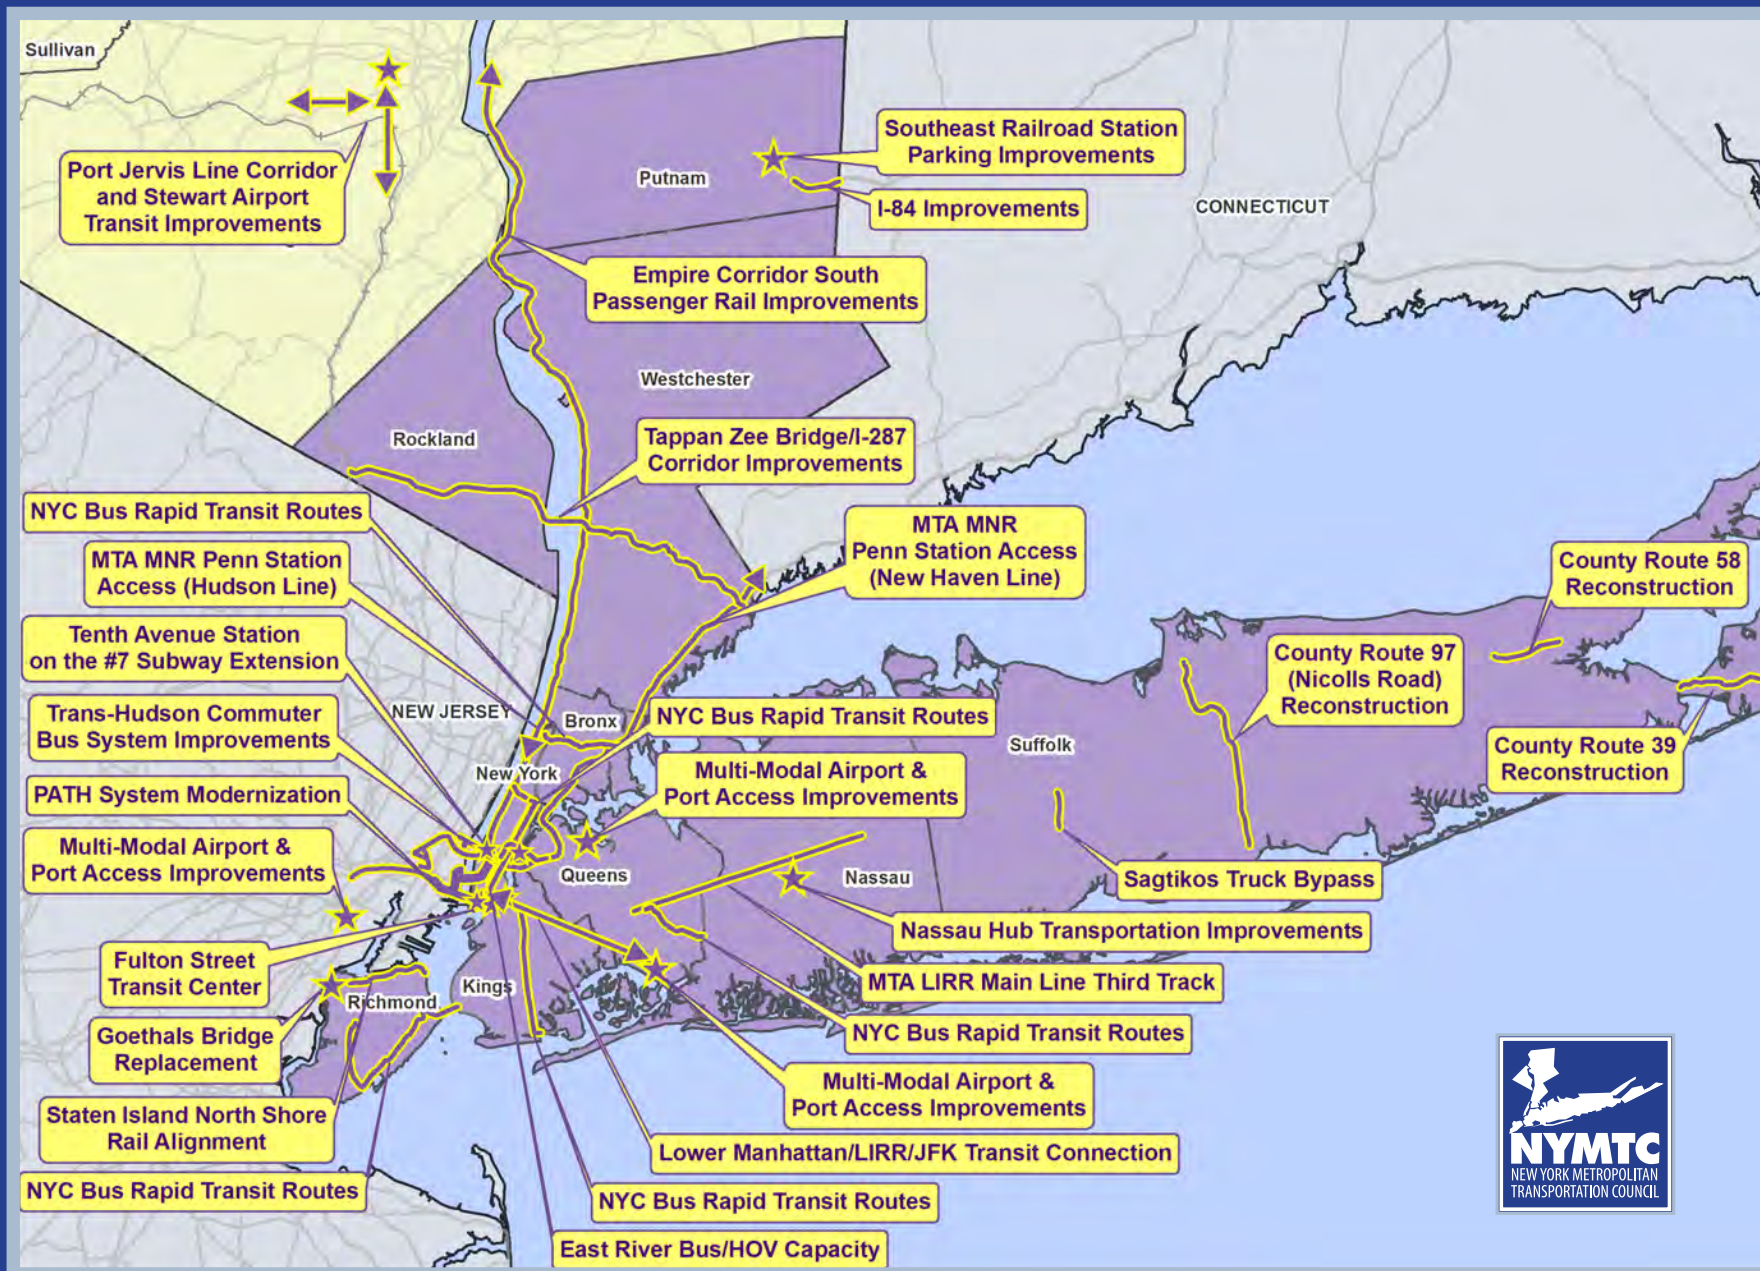 Sullivan
Port Jervis Line Corridor
and Stewart Airport
Transit Improvements
Southeast Railroad Station
Parking Improvements
Putnam
I-84 Improvements
CONNECTICUT
Empire Corridor South
Passenger Rail Improvements
Westchester
Rockland
Tappan Zee Bridge/I-287
Corridor Improvements
NYC Bus Rapid Transit Routes
MTA MNR Penn Station
Access (Hudson Line)
MTA MNR
Penn Station Access
(New Haven Line)
County Route 58
Reconstruction
Tenth Avenue Station
on the #7 Subway Extension
County Route 97
(Nicolls Road)
Reconstruction
NEW JERSEY
Bronx
NYC Bus Rapid Transit Routes
Trans-Hudson Commuter
Bus System Improvements
Suffolk
County Route 39
Reconstruction
New York
Multi-Modal Airport &
Port Access Improvements
PATH System Modernization
Multi-Modal Airport &
Port Access Improvements
Queens
Nassau
Sagtikos Truck Bypass
Nassau Hub Transportation Improvements
Fulton Street
Transit Center
MTA LIRR Main Line Third Track
Kings
Richmond
NYC Bus Rapid Transit Routes
Goethals Bridge
Replacement
Multi-Modal Airport &
Port Access Improvements
Staten Island North Shore
Rail Alignment
Lower Manhattan/LIRR/JFK Transit Connection
NYC Bus Rapid Transit Routes
NYC Bus Rapid Transit Routes
East River Bus/HOV Capacity
NYMTC
NEW YORK METROPOLITAN
TRANSPORTATION COUNCIL